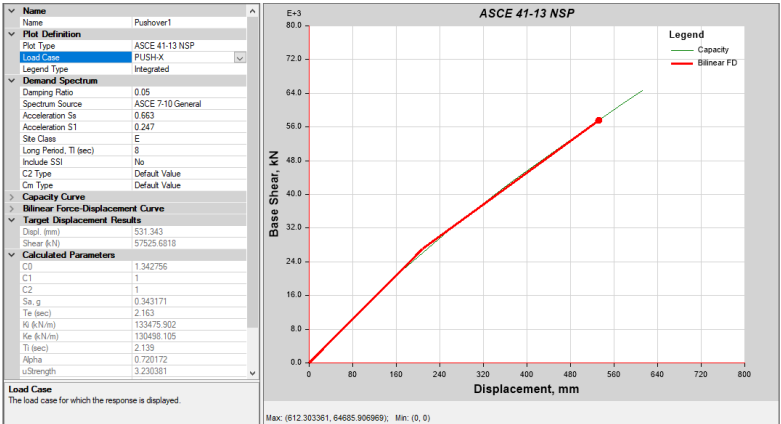 Name
Name Pushover1
Plot Definition
Plot Type ASCE 41-13 NSP
Load Case PUSH-X
Legend Type Integrated
Demand Spectrum
Damping Ratio 0.05
Spectrum Source ASCE 7-10 General
Acceleration Ss 0.663
Acceleration S1 0.247
Site Class E
Long Period, Tl (sec) 8
Include SSI No
C2 Type Default Value
Cm Type Default Value
Capacity Curve
Bilinear Force-Displacement Curve
Target Displacement Results
Displ. (mm) 531.343
Shear (kN) 57525.6818
Calculated Parameters
C0 1.342756
C1 1
C2 1
Sa, g 0.343171
Te (sec) 2.163
Ki (kN/m) 133475.902
Ke (kN/m) 130498.105
Ti (sec) 2.139
Alpha 0.720172
uStrength 3.230381
Load Case
The load case for which the response is displayed.
ASCE 41-13 NSP
E+3
80.0
72.0
64.0
56.0
48.0
40.0
32.0
24.0
16.0
8.0
0.0
Base Shear, kN
Legend
Capacity
Bilinear FD
0 80 160 240 320 400 480 560 640 720 800
Displacement, mm
Max: (612.303361, 64685.906969); Min: (0, 0)